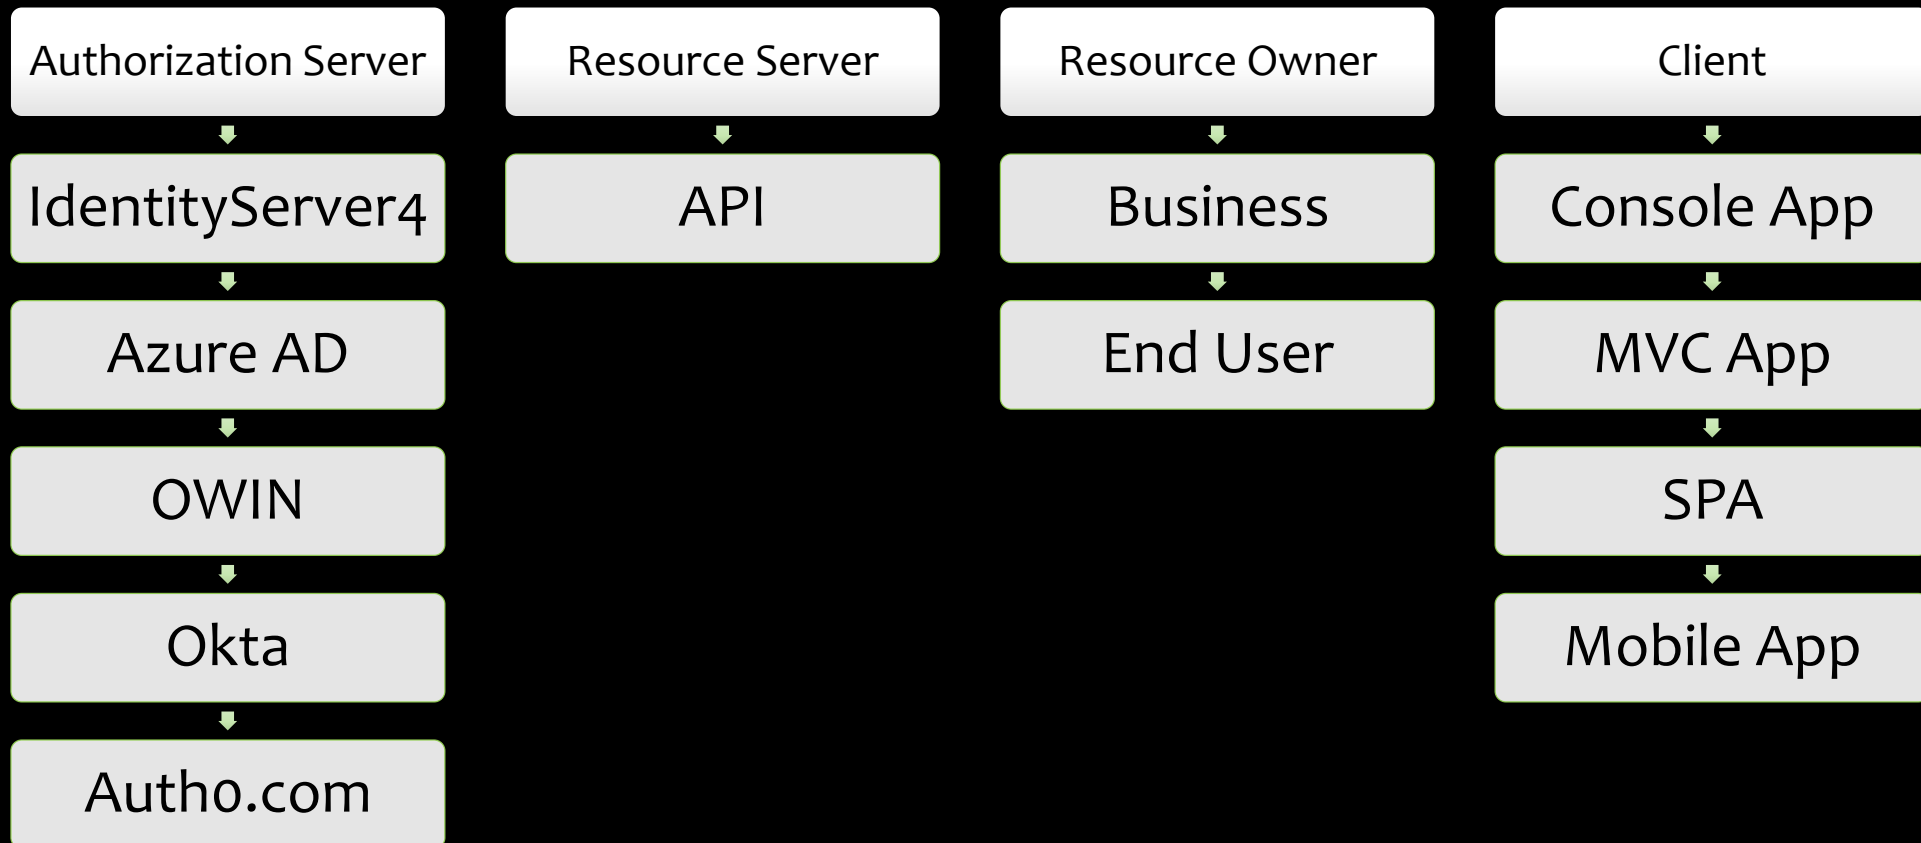 Authorization Server
IdentityServer4
Azure AD
OWIN
Okta
Auth0.com
Resource Server
API
Resource Owner
Business
End User
Client
Console App
MVC App
SPA
Mobile App